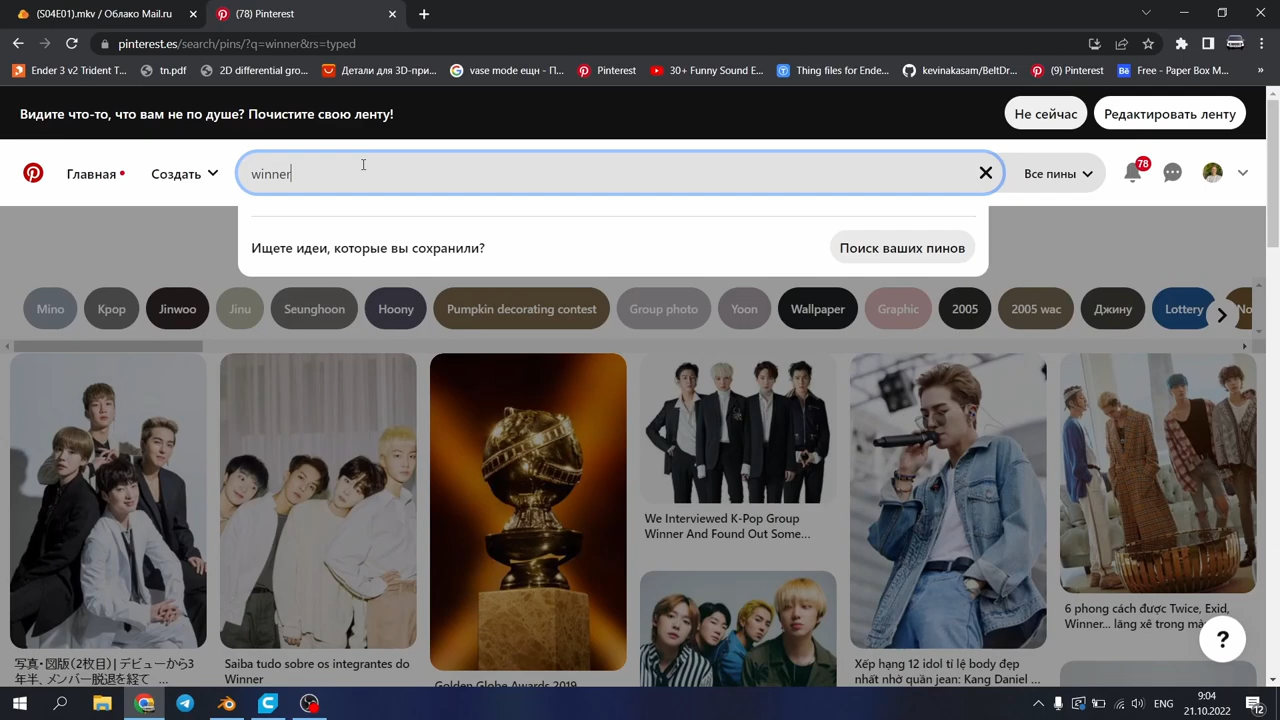 (S04E01).mkv / Облако Mail.ru
(78) Pinterest
pinterest.es/search/pins/?q=winner&rs=typed
Ender 3 v2 Trident T...
tn.pdf
2D differential gro...
Детали для 3D-при...
vase mode ещн - П...
Pinterest
30+ Funny Sound E...
Thing files for Ende...
kevinakasam/BeltDr...
(9) Pinterest
Free - Paper Box M...
Видите что-то, что вам не по душе? Почистите свою ленту!
Не сейчас
Редактировать ленту
Главная
Создать
winner
Все пины
78
Ищете идеи, которые вы сохранили?
Поиск ваших пинов
Mino
Kpop
Jinwoo
Jinu
Seunghoon
Hoony
Pumpkin decorating contest
Group photo
Yoon
Wallpaper
Graphic
2005
2005 wac
Джину
Lottery
No
We Interviewed K-Pop Group
Winner And Found Out Some...
6 phong cách được Twice, Exid,
Winner... lăng xê trong mà
写真・図版(2枚目)| デビューから3
年半、メンバー脱退を経て ...
Saiba tudo sobre os integrantes do
Winner
Golden Globe Awards 2019
Xếp hạng 12 idol tỉ lệ body đẹp
nhất nhờ quần jean: Kang Daniel ...
?
ENG
9:04
21.10.2022
12